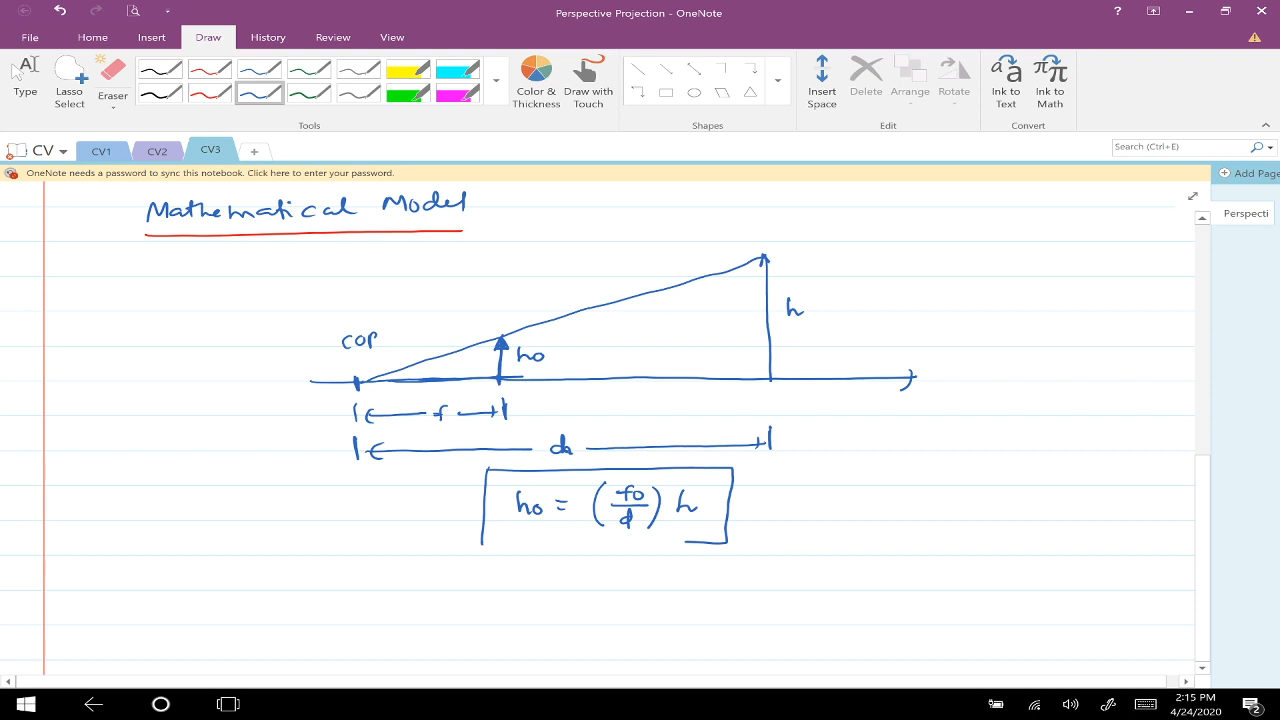 Perspective Projection - OneNote
?
File Home Insert Draw History Review View
Type
Lasso Select
Eraser
Color & Thickness
Draw with Touch
Insert Space
Delete
Arrange
Rotate
Ink to Text
Ink to Math
Tools
Shapes
Edit
Convert
CV
CV1 CV2 CV3 +
Search (Ctrl+E)
OneNote needs a password to sync this notebook. Click here to enter your password.
Add Page
Perspecti
Mathematical Model
h
COP
ho
f
d
ho = (fo/d) h
2:15 PM
4/24/2020
2